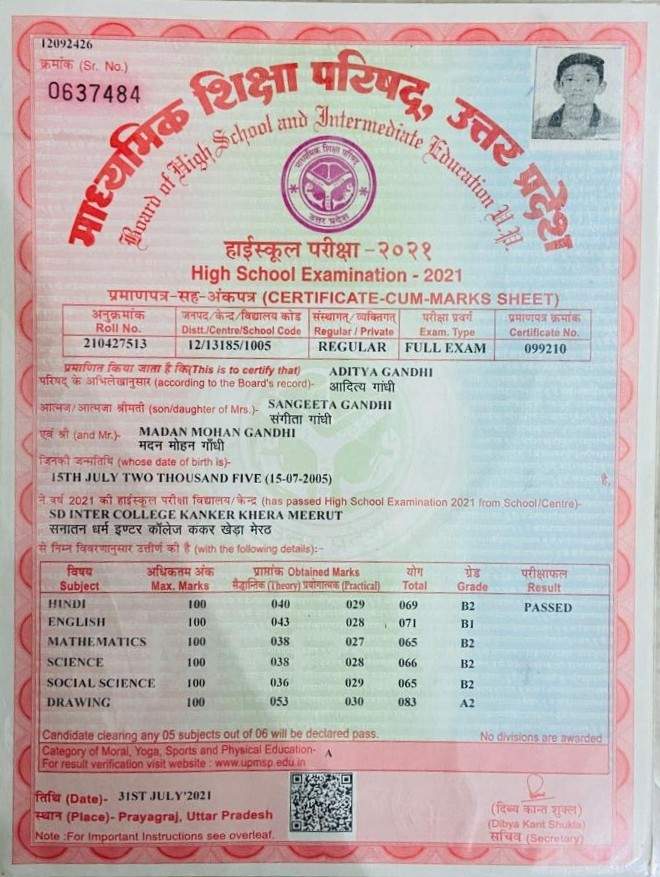 12092426
क्रमांक (Sr. No.)
0637484
माध्यमिक शिक्षा परिषद्, उत्तर प्रदेश
Board of High School and Intermediate Education U.P.
माध्यमिक शिक्षा परिषद
उत्तर प्रदेश
हाईस्कूल परीक्षा - २०२१
High School Examination - 2021
प्रमाणपत्र-सह-अंकपत्र (CERTIFICATE-CUM-MARKS SHEET)
अनुक्रमांक जनपद/केन्द्र/विद्यालय कोड संस्थागत/व्यक्तिगत परीक्षा प्रवर्ग प्रमाणपत्र क्रमांक
Roll No. Distt./Centre/School Code Regular / Private Exam. Type Certificate No.
210427513 12/13185/1005 REGULAR FULL EXAM 099210
प्रमाणित किया जाता है कि(This is to certify that) ADITYA GANDHI
परिषद् के अभिलेखानुसार (according to the Board's record)- आदित्य गांधी
आत्मज/आत्मजा श्रीमती (son/daughter of Mrs.)- SANGEETA GANDHI
संगीता गांधी
एवं श्री (and Mr.)- MADAN MOHAN GANDHI
मदन मोहन गाँधी
जिनकी जन्मतिथि (whose date of birth is)-
15TH JULY TWO THOUSAND FIVE (15-07-2005) है,
ने वर्ष 2021 की हाईस्कूल परीक्षा विद्यालय/केन्द्र (has passed High School Examination 2021 from School/Centre)-
SD INTER COLLEGE KANKER KHERA MEERUT
सनातन धर्म इण्टर कॉलेज ककर खेड़ा मेरठ
से निम्न विवरणानुसार उत्तीर्ण की है (with the following details):-
विषय अधिकतम अंक प्राप्तांक Obtained Marks योग ग्रेड परीक्षाफल
Subject Max. Marks सैद्धान्तिक (Theory) प्रयोगात्मक (Practical) Total Grade Result
HINDI 100 040 029 069 B2 PASSED
ENGLISH 100 043 028 071 B1
MATHEMATICS 100 038 027 065 B2
SCIENCE 100 038 028 066 B2
SOCIAL SCIENCE 100 036 029 065 B2
DRAWING 100 053 030 083 A2
Candidate clearing any 05 subjects out of 06 will be declared pass. No divisions are awarded
Category of Moral, Yoga, Sports and Physical Education- A
For result verification visit website : www.upmsp.edu.in
तिथि (Date)- 31ST JULY'2021
स्थान (Place)- Prayagraj, Uttar Pradesh
Note :For Important Instructions see overleaf.
(दिब्य कान्त शुक्ल)
(Dibya Kant Shukla)
सचिव (Secretary)